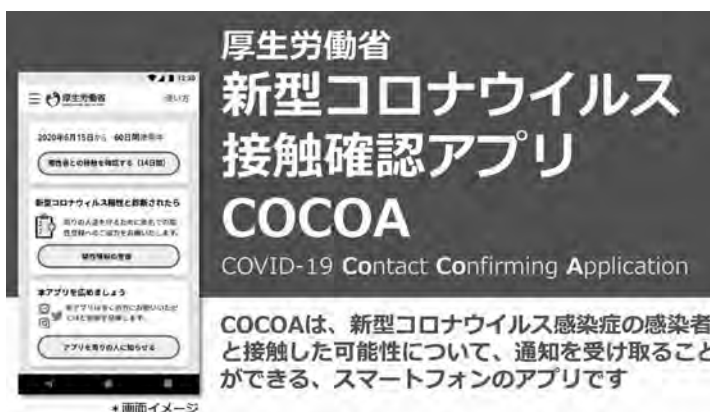 厚生労働省
新型コロナウイルス
接触確認アプリ
COCOA
COVID-19 Contact Confirming Application
COCOAは、新型コロナウイルス感染症の感染者
と接触した可能性について、通知を受け取ること
ができる、スマートフォンのアプリです
12:30
厚生労働省 使い方
2020年6月15日から 60日間使用中
陽性者との接触を確認する(14日間)
新型コロナウイルス陽性と診断されたら
陽性情報の登録
本アプリを広めましょう
アプリを周りの人に知らせる
*画面イメージ